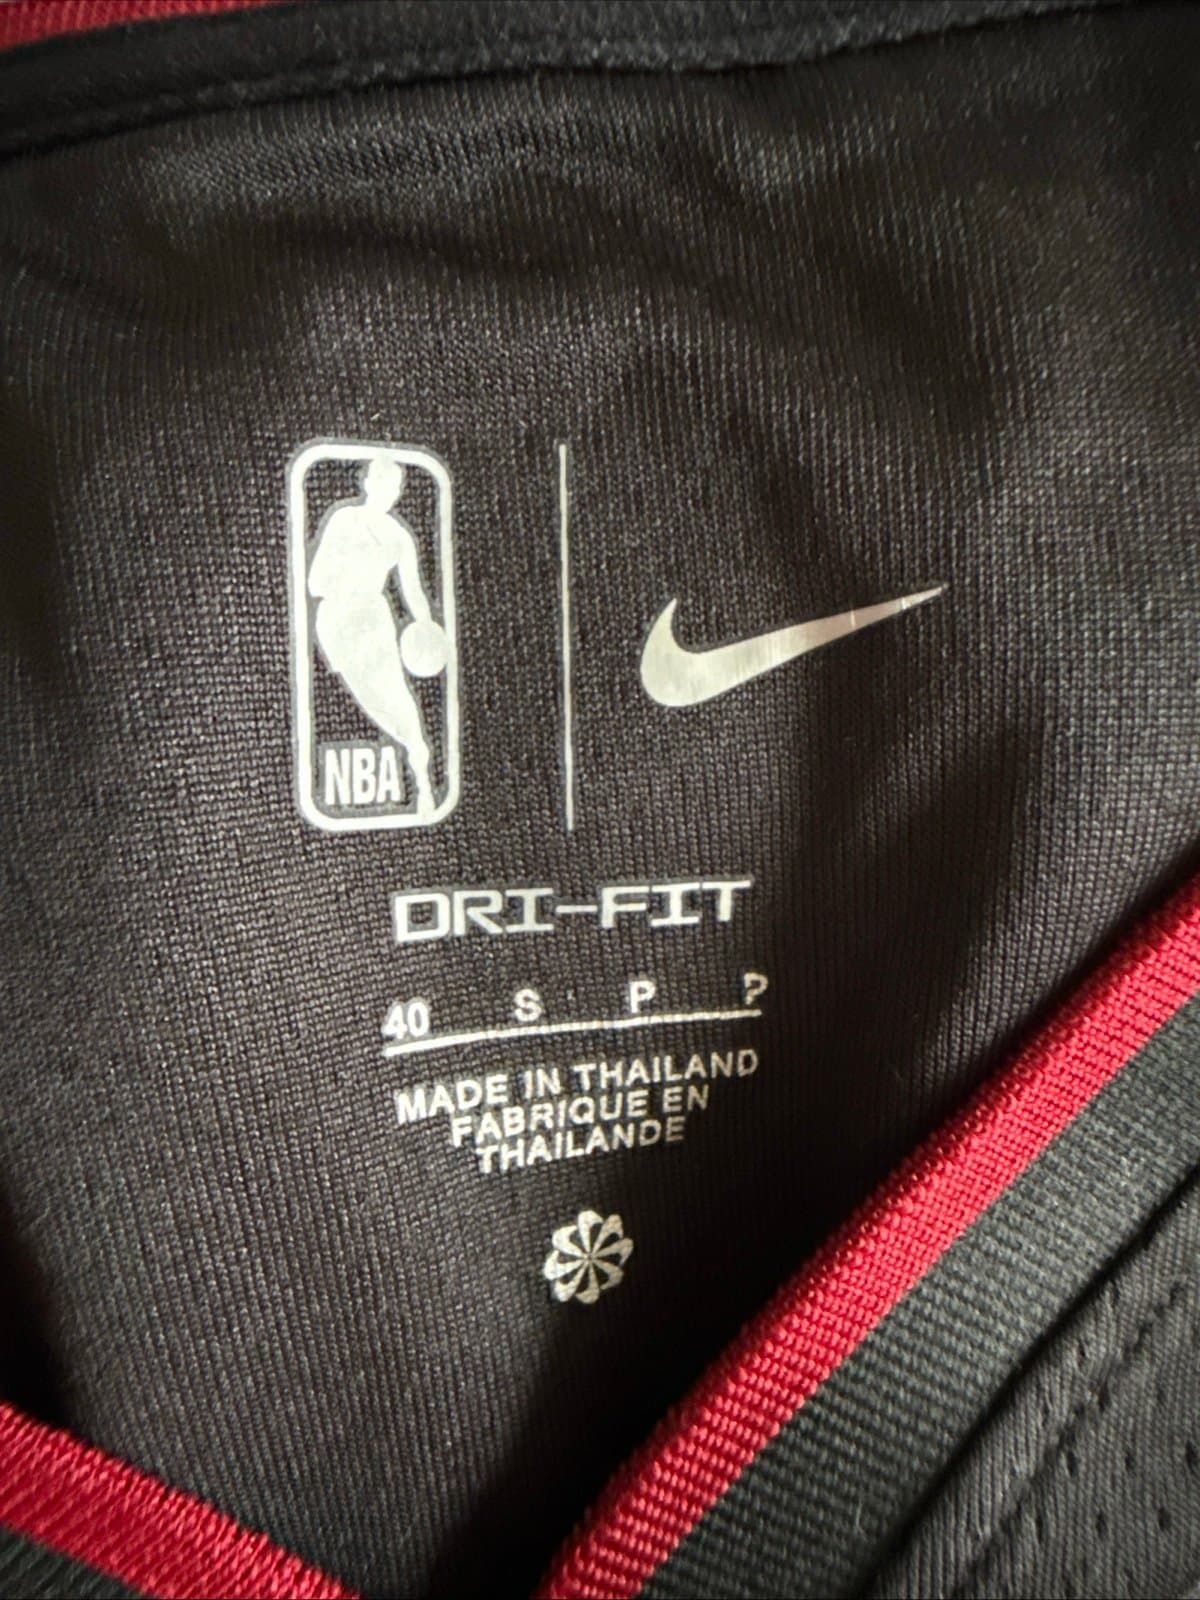 NBA
DRI-FIT
40 S P ?
MADE IN THAILAND
FABRIQUE EN
THAILANDE